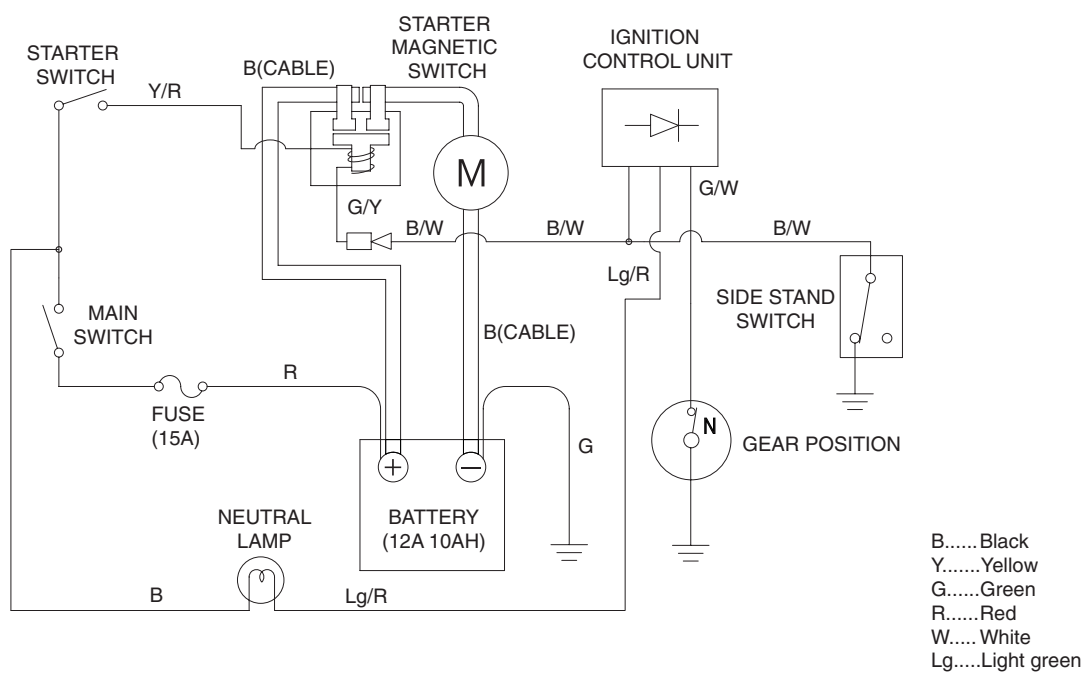 STARTER
MAGNETIC
SWITCH
STARTER
SWITCH
B(CABLE)
IGNITION
CONTROL UNIT
Y/R
M
G/W
G/Y
B/W
B/W
B/W
Lg/R
MAIN
SWITCH
SIDE STAND
SWITCH
B(CABLE)
R
FUSE
(15A)
N
GEAR POSITION
G
+
−
BATTERY
(12A 10AH)
NEUTRAL
LAMP
B
Lg/R
B......Black
Y.......Yellow
G......Green
R......Red
W..... White
Lg.....Light green